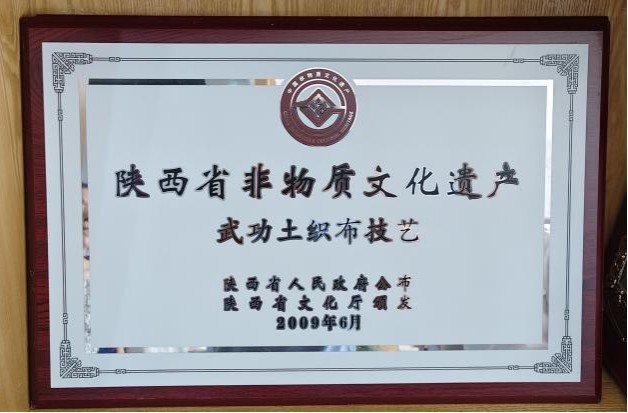 陕西省非物质文化遗产
武功土织布技艺
陕西省人民政府公布
陕西省文化厅颁发
2009年6月